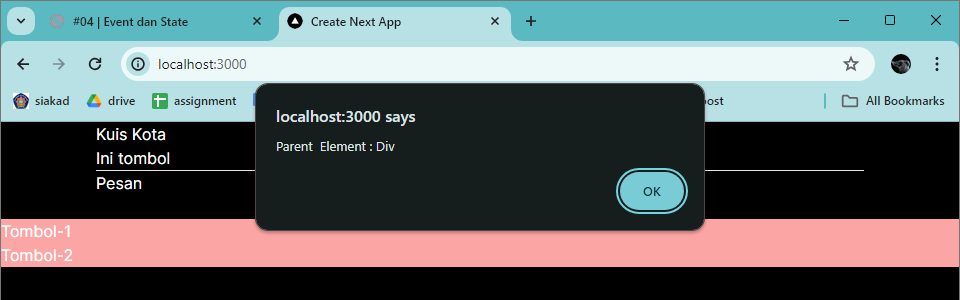 #04 | Event dan State
Create Next App
localhost:3000
siakad
drive
assignment
post
All Bookmarks
localhost:3000 says
Parent  Element : Div
OK
Kuis Kota
Ini tombol
Pesan
Tombol-1
Tombol-2